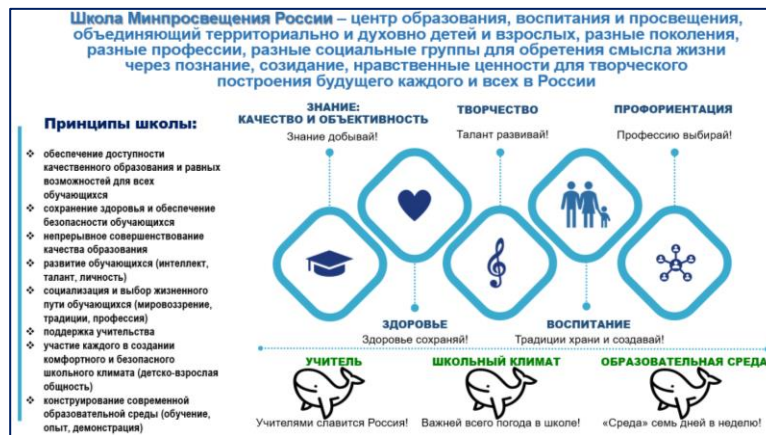 Школа Минпросвещения России – центр образования, воспитания и просвещения,
объединяющий территориально и духовно детей и взрослых, разные поколения,
разные профессии, разные социальные группы для обретения смысла жизни
через познание, созидание, нравственные ценности для творческого
построения будущего каждого и всех в России
Принципы школы:
обеспечение доступности
качественного образования и равных
возможностей для всех
обучающихся
сохранение здоровья и обеспечение
безопасности обучающихся
непрерывное совершенствование
качества образования
развитие обучающихся (интеллект,
талант, личность)
социализация и выбор жизненного
пути обучающихся (мировоззрение,
традиции, профессия)
поддержка учительства
участие каждого в создании
комфортного и безопасного
школьного климата (детско-взрослая
общность)
конструирование современной
образовательной среды (обучение,
опыт, демонстрация)
ЗНАНИЕ:
КАЧЕСТВО И ОБЪЕКТИВНОСТЬ
Знание добывай!
ТВОРЧЕСТВО
Талант развивай!
ПРОФОРИЕНТАЦИЯ
Профессию выбирай!
ЗДОРОВЬЕ
Здоровье сохраняй!
ВОСПИТАНИЕ
Традиции храни и создавай!
УЧИТЕЛЬ
Учителями славится Россия!
ШКОЛЬНЫЙ КЛИМАТ
Важней всего погода в школе!
ОБРАЗОВАТЕЛЬНАЯ СРЕДА
«Среда» семь дней в неделю!